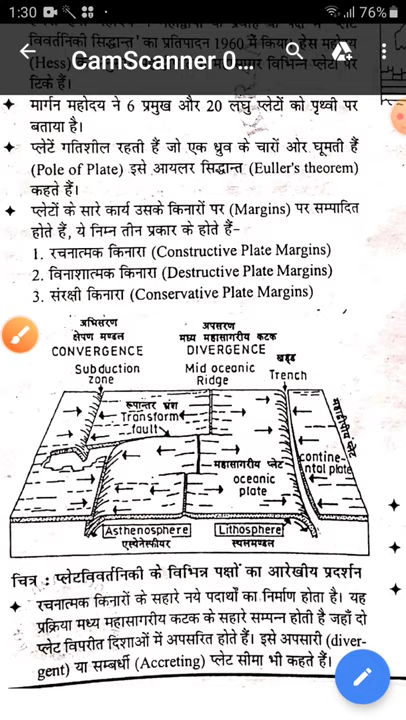 1:30
76%
विवर्तनिकी सिद्धान्त' का प्रतिपादन 1960 में किया। हेस
(Hess)
CamScanner 0...
टिके हैं।
मार्गन महोदय ने 6 प्रमुख और 20 लघु प्लेटों को पृथ्वी पर
बताया है।
प्लेटें गतिशील रहती हैं जो एक ध्रुव के चारों ओर घूमती हैं
(Pole of Plate) इसे आयलर सिद्धान्त (Euller's theorem)
कहते हैं।
प्लेटों के सारे कार्य उसके किनारों पर (Margins) पर सम्पादित
होते हैं, ये निम्न तीन प्रकार के होते हैं-
1. रचनात्मक किनारा (Constructive Plate Margins)
2. विनाशात्मक किनारा (Destructive Plate Margins)
3. संरक्षी किनारा (Conservative Plate Margins)
अभिसरण
क्षेपण मण्डल
CONVERGENCE
Subduction
zone
अपसरण
मध्य महासागरीय कटक
DIVERGENCE
Mid oceanic
Ridge
खड्ड
Trench
रूपान्तर भ्रंश
Transform
fault
महाद्वीपीय प्लेट
contine-
ntal plate
महासागरीय प्लेट
oceanic
plate
Asthenosphere
एस्थेनेस्फीयर
Lithosphere
स्थलमण्डल
चित्र : प्लेटविवर्तनिकी के विभिन्न पक्षों का आरेखीय प्रदर्शन
रचनात्मक किनारों के सहारे नये पदार्थों का निर्माण होता है। यह
प्रक्रिया मध्य महासागरीय कटक के सहारे सम्पन्न होती है जहाँ दो
प्लेट विपरीत दिशाओं में अपसरित होते हैं। इसे अपसारी (diver-
gent) या सम्बर्धी (Accreting) प्लेट सीमा भी कहते हैं।